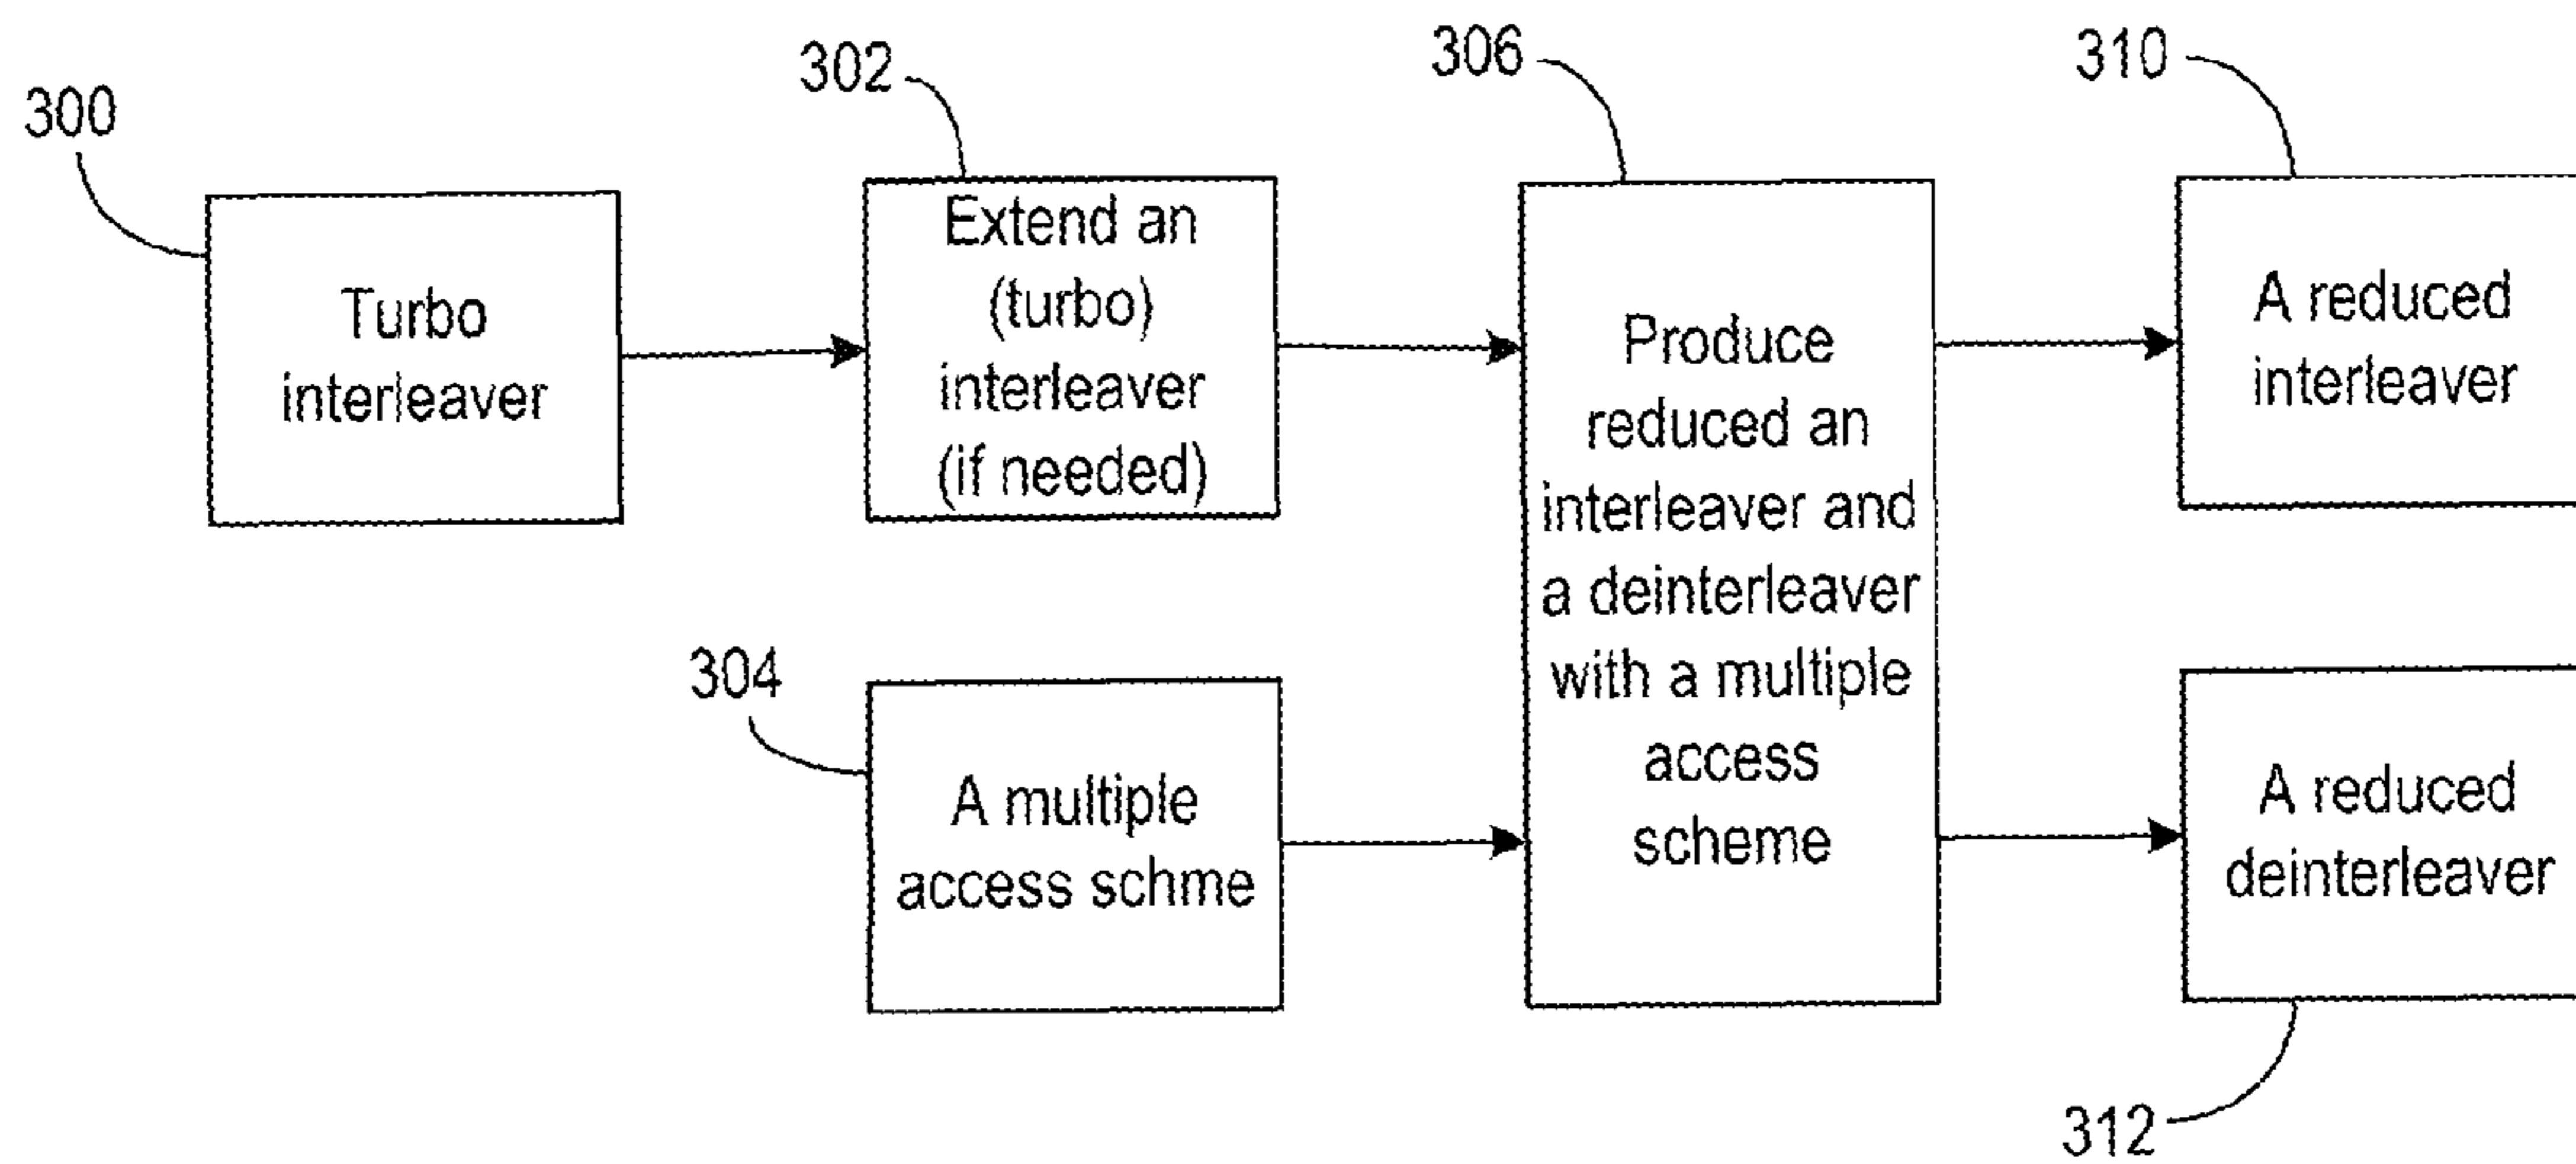 300
Turbo
interleaver
302
Extend an
(turbo)
interleaver
(if needed)
304
A multiple
access schme
306
Produce
reduced an
interleaver and
a deinterleaver
with a multiple
access
scheme
310
A reduced
interleaver
A reduced
deinterleaver
312